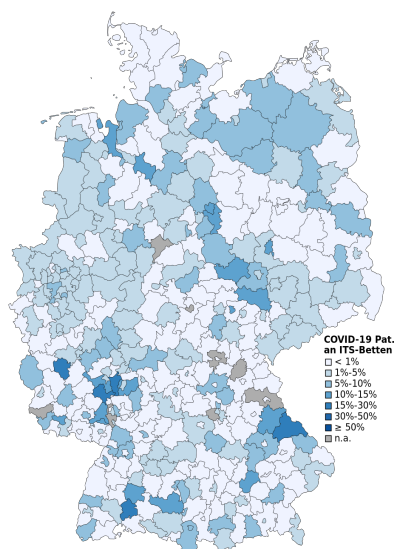 COVID-19 Pat.
an ITS-Betten
< 1%
1%-5%
5%-10%
10%-15%
15%-30%
30%-50%
≥ 50%
n.a.